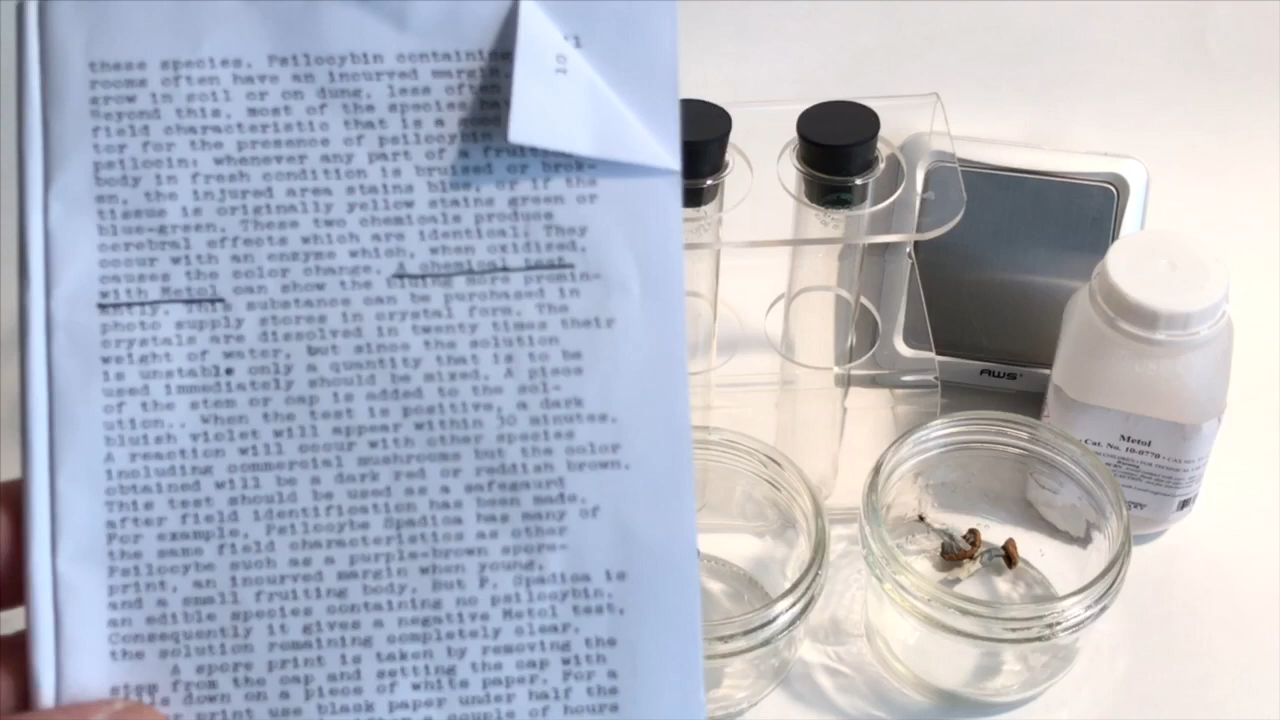 these species. Psilocybin containing
rooms often have an incurved margin.
grow in soil or on dung, less often
Beyond this, most of the species
field characteristic that is a good
tor for the presence of psilocybin
psilocin: whenever any part of a
body in fresh condition is bruised or brok-
en, the injured area stains blue, or if the
tissue is originally yellow stains green or
blue-green. These two chemicals produce
cerebral effects which are identical. They
occur with an enzyme which, when oxidised,
causes the color change. A chemical test
with Metol can show the bluing more promin-
ently. This substance can be purchased in
photo supply stores in crystal form. The
crystals are dissolved in twenty times their
weight of water, but since the solution
is unstable only a quantity that is to be
used immediately should be mixed. A piece
of the stem or cap is added to the sol-
ution.. When the test is positive, a dark
bluish violet will appear within 30 minutes.
A reaction will occur with other species
including commercial but the color
obtained will be a dark reddish brown.
This test should be used as a safegaurd
after field identification has been made.
For example, Psilocybe Spadica has many of
the same field characteristics as other
Psilocybe such as a purple-brown spore-
print, an incurved margin when young,
and a small fruiting body, but P. Spadica is
an edible species containing no psilocybin.
Consequently it gives a negative Metol test,
the solution remaining completely clear.
A spore print is taken by removing the
stem from the cap and setting the cap with
down on a piece of white paper. For a
print use black paper under half the
a couple of hours
10
AWS
Metol
Cat. No. 10-0770